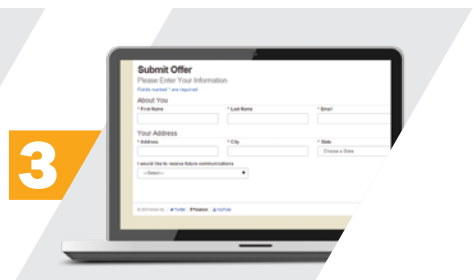 Submit Offer
Please Enter Your Information
Fields marked * are required
About You
* First Name * Last Name * Email
Your Address
* Address * City * State
Choose a State
I would like to receive future communications
--Select--
Twitter Facebook YouTube
3